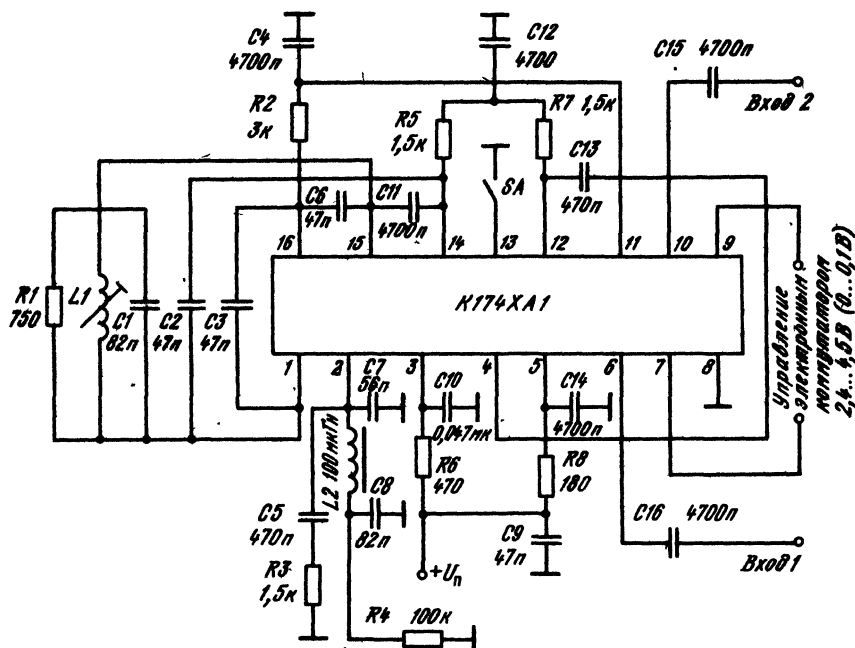 C4
4700п
C12
4700
C15 4700п
Вход 2
R2
3к
R5
1,5к
R7 1,5к
C13
470п
SA
C6
47п
C11
4700п
16
15
14
13
12
11
10
9
R1
750
L1
C1
82п
C2
47п
C3
47п
К174ХА1
1
2
3
4
5
6
7
8
C7
56п
C10
0,047мк
C14
4700п
Управление
электронным
коммутатором
2,4...4,5В (0...0,1В)
L2 100мкГн
R6
470
R8
180
C5
470п
C8
82п
C9
47п
C16 4700п
Вход 1
R3
1,5к
+Uп
R4 100к